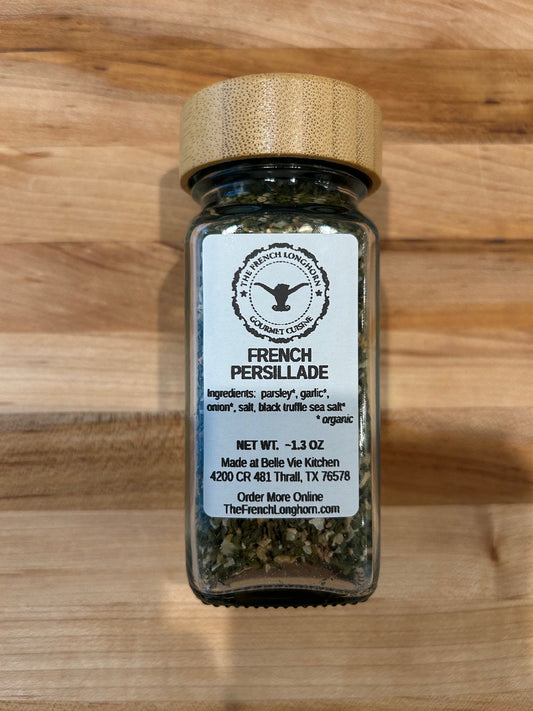 THE FRENCH LONGHORN
GOURMET CUISINE
FRENCH
PERSILLADE
Ingredients: parsley*, garlic*,
onion*, salt, black truffle sea salt*
* organic
NET WT. ~1.3 OZ
Made at Belle Vie Kitchen
4200 CR 481 Thrall, TX 76578
Order More Online
TheFrenchLonghorn.com